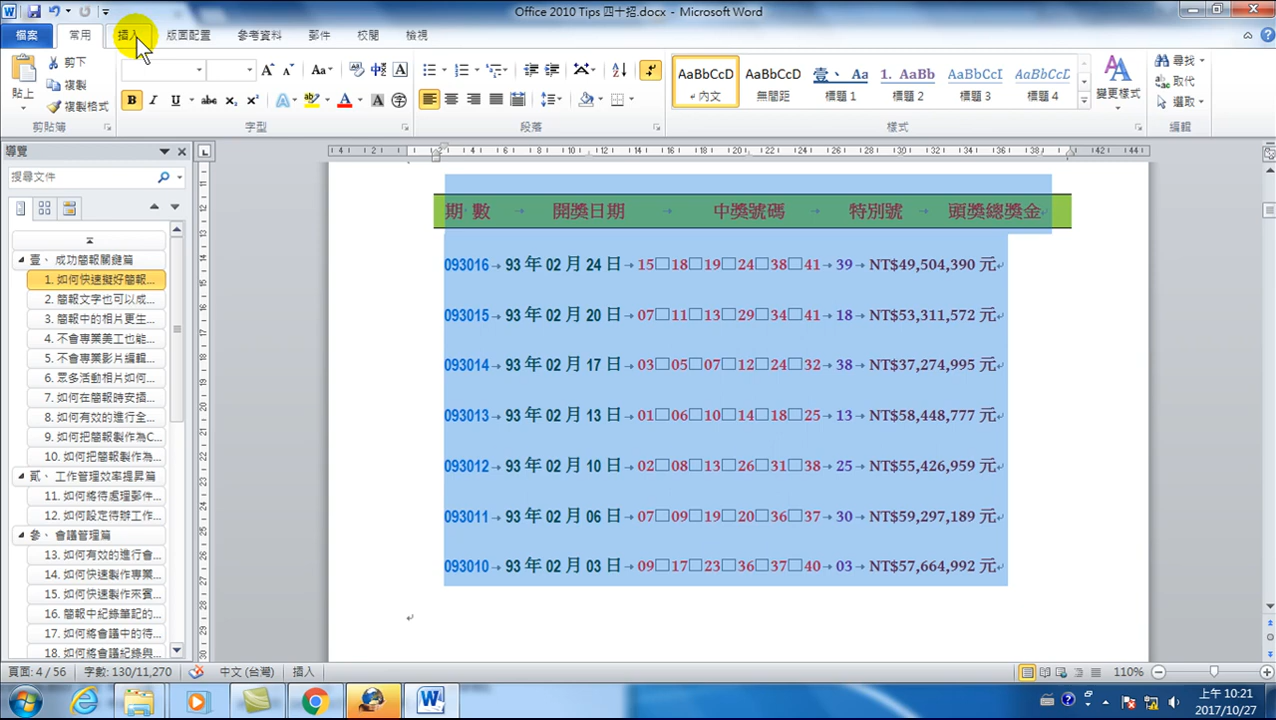 Office 2010 Tips 四十招.docx - Microsoft Word
檔案 常用 插入 版面配置 參考資料 郵件 校閱 檢視
貼上 剪下 複製 複製格式
AaBbCcD AaBbCcD 壹、 Aa 1. AaBb AaBbCcI AaBbCcD
內文 無間距 標題 1 標題 2 標題 3 標題 4
變更樣式
尋找 取代 選取
剪貼簿 字型 段落 樣式 編輯
導覽
搜尋文件
壹、 成功簡報關鍵篇
1. 如何快速擬好簡報...
2. 簡報文字也可以成...
3. 簡報中的相片更生...
4. 不會專業美工也能...
5. 不會專業影片編輯...
6. 眾多活動相片如何...
7. 如何在簡報時安插...
8. 如何有效的進行全...
9. 如何把簡報製作為C...
10. 如何把簡報製作為...
貳、 工作管理效率提昇篇
11. 如何將待處理郵件...
12. 如何設定待辦工作...
參、 會議管理篇
13. 如何有效的進行會...
14. 如何快速製作專業...
15. 如何快速製作來賓...
16. 簡報中紀錄筆記的...
17. 如何將會議中的待...
18. 如何將會議紀錄與...
期 數 → 開獎日期 → 中獎號碼 → 特別號 → 頭獎總獎金
093016→ 93 年 02 月 24 日→ 15□18□19□24□38□41→ 39→ NT$49,504,390 元
093015→ 93 年 02 月 20 日→ 07□11□13□29□34□41→ 18→ NT$53,311,572 元
093014→ 93 年 02 月 17 日→ 03□05□07□12□24□32→ 38→ NT$37,274,995 元
093013→ 93 年 02 月 13 日→ 01□06□10□14□18□25→ 13→ NT$58,448,777 元
093012→ 93 年 02 月 10 日→ 02□08□13□26□31□38→ 25→ NT$55,426,959 元
093011→ 93 年 02 月 06 日→ 07□09□19□20□36□37→ 30→ NT$59,297,189 元
093010→ 93 年 02 月 03 日→ 09□17□23□36□37□40→ 03→ NT$57,664,992 元
頁面: 4 / 56 字數: 130/11,270 中文 (台灣) 插入 110%
上午 10:21
2017/10/27